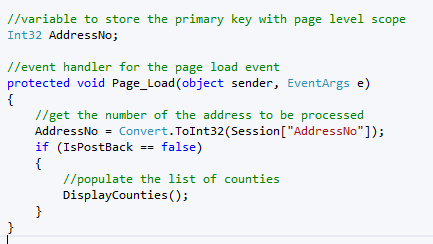 //variable to store the primary key with page level scope
Int32 AddressNo;
//event handler for the page load event
protected void Page_Load(object sender, EventArgs e)
{
//get the number of the address to be processed
AddressNo = Convert.ToInt32(Session["AddressNo"]);
if (IsPostBack == false)
{
//populate the list of counties
DisplayCounties();
}
}